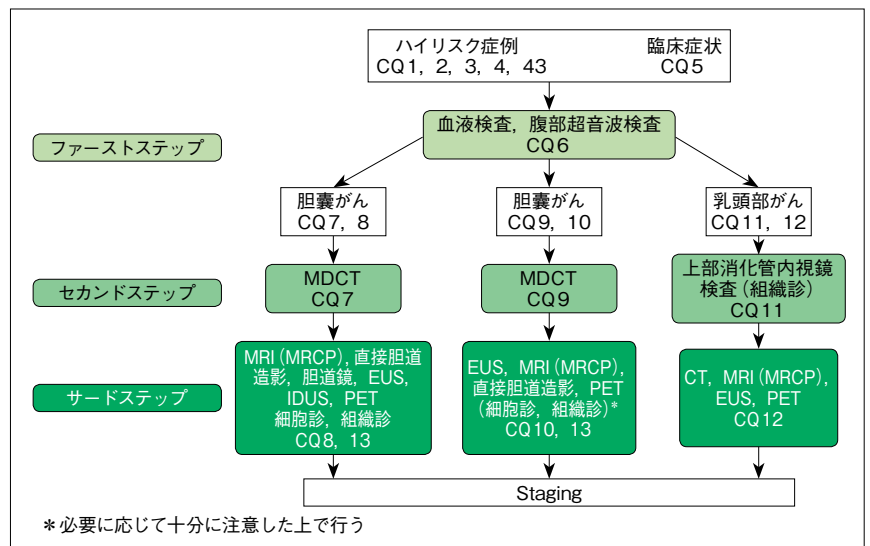 ハイリスク症例 臨床症状
CQ1, 2, 3, 4, 43 CQ5
ファーストステップ
血液検査, 腹部超音波検査
CQ6
胆嚢がん
CQ7, 8
胆嚢がん
CQ9, 10
乳頭部がん
CQ11, 12
セカンドステップ
MDCT
CQ7
MDCT
CQ9
上部消化管内視鏡
検査(組織診)
CQ11
サードステップ
MRI(MRCP), 直接胆道
造影, 胆道鏡, EUS,
IDUS, PET
細胞診, 組織診
CQ8, 13
EUS, MRI(MRCP),
直接胆道造影, PET
(細胞診, 組織診)*
CQ10, 13
CT, MRI(MRCP),
EUS, PET
CQ12
Staging
*必要に応じて十分に注意した上で行う